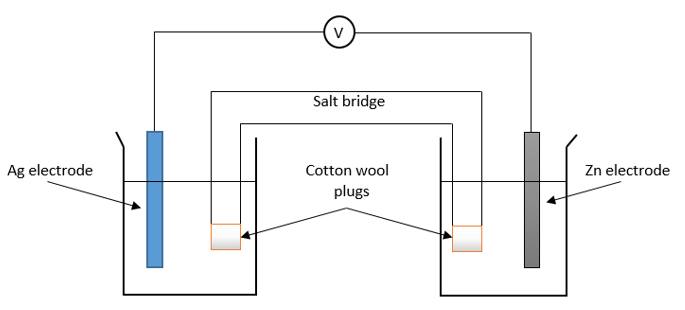 V
Salt bridge
Ag electrode
Cotton wool
plugs
Zn electrode